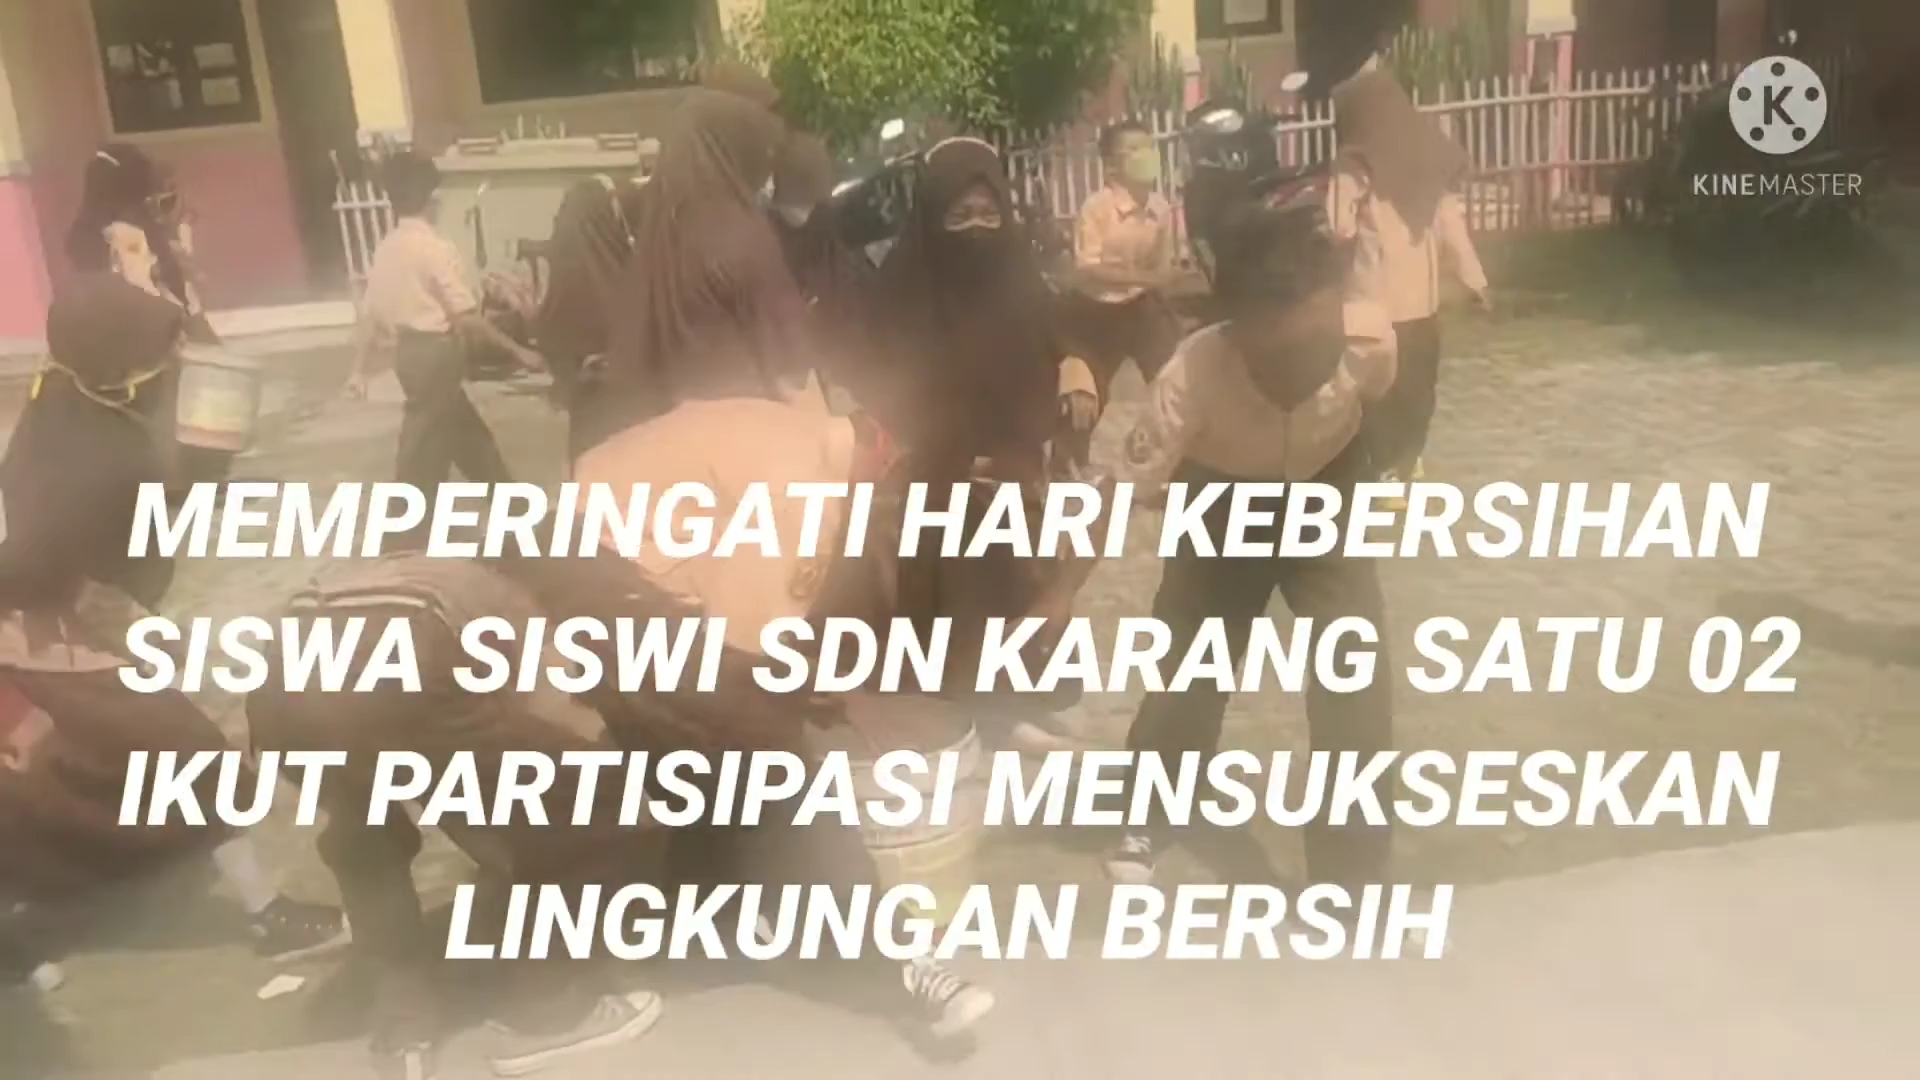 KINEMASTER
MEMPERINGATI HARI KEBERSIHAN
SISWA SISWI SDN KARANG SATU 02
IKUT PARTISIPASI MENSUKSESKAN
LINGKUNGAN BERSIH